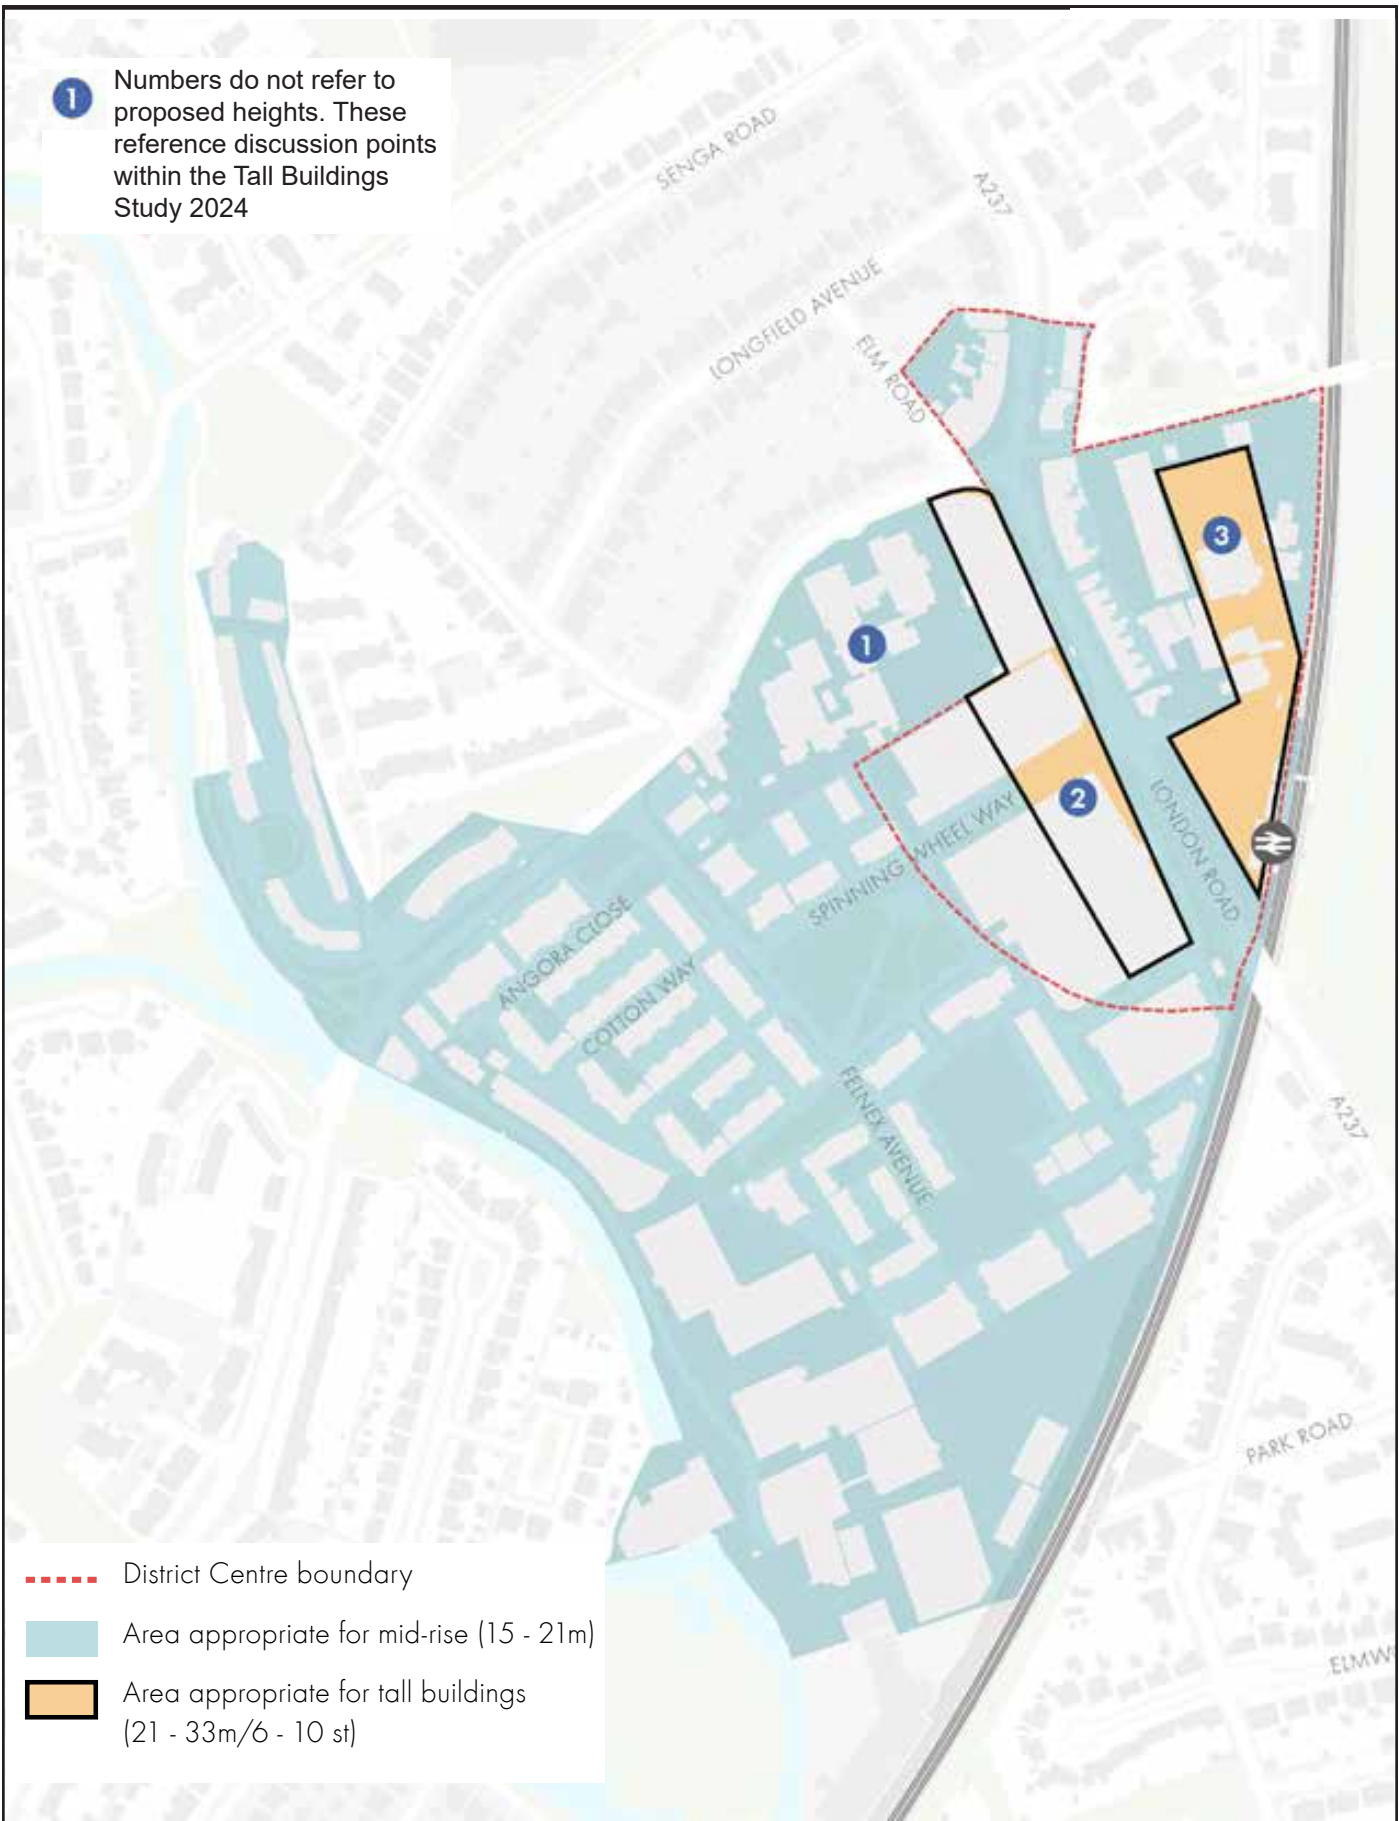 1
Numbers do not refer to
proposed heights. These
reference discussion points
within the Tall Buildings
Study 2024
SENGA ROAD
A237
LONGFIELD AVENUE
ELM ROAD
3
1
2
LONDON ROAD
SPINNING WHEEL WAY
ANGORA CLOSE
COTTON WAY
FELNEX AVENUE
A237
PARK ROAD
ELMW
District Centre boundary
Area appropriate for mid-rise (15 - 21m)
Area appropriate for tall buildings
(21 - 33m/6 - 10 st)